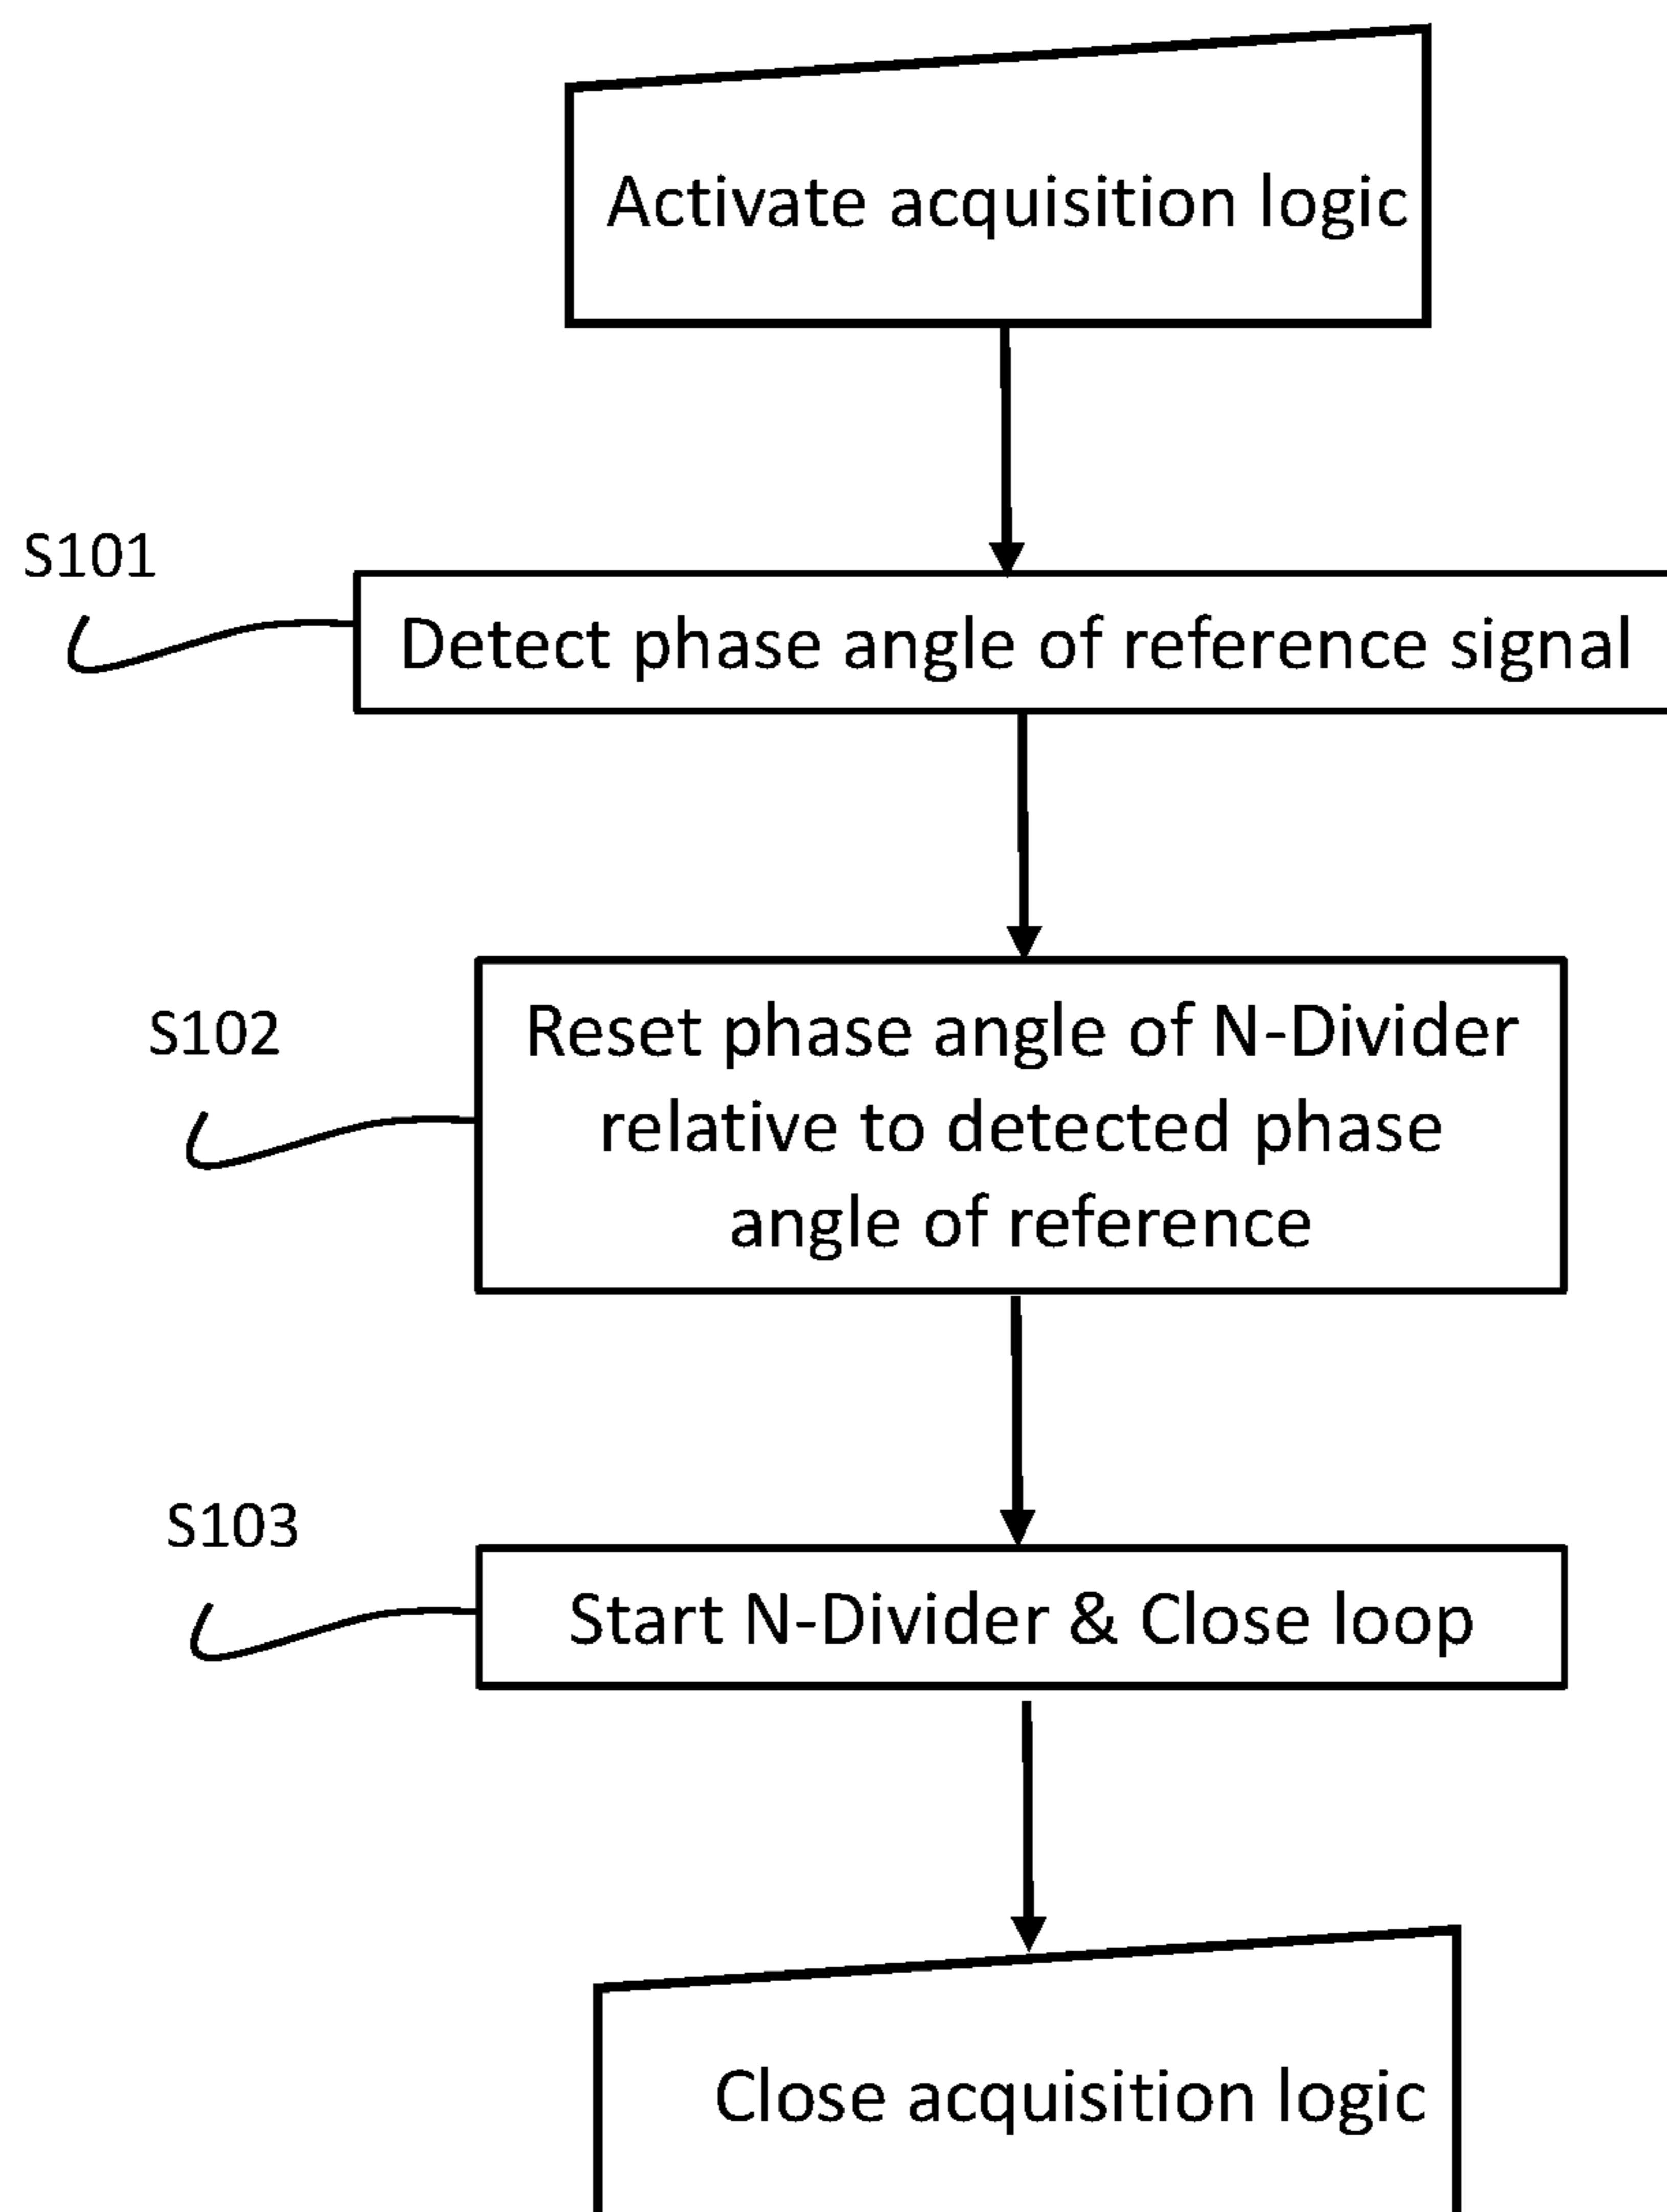 Activate acquisition logic
S101
Detect phase angle of reference signal
S102
Reset phase angle of N-Divider
relative to detected phase
angle of reference
S103
Start N-Divider & Close loop
Close acquisition logic